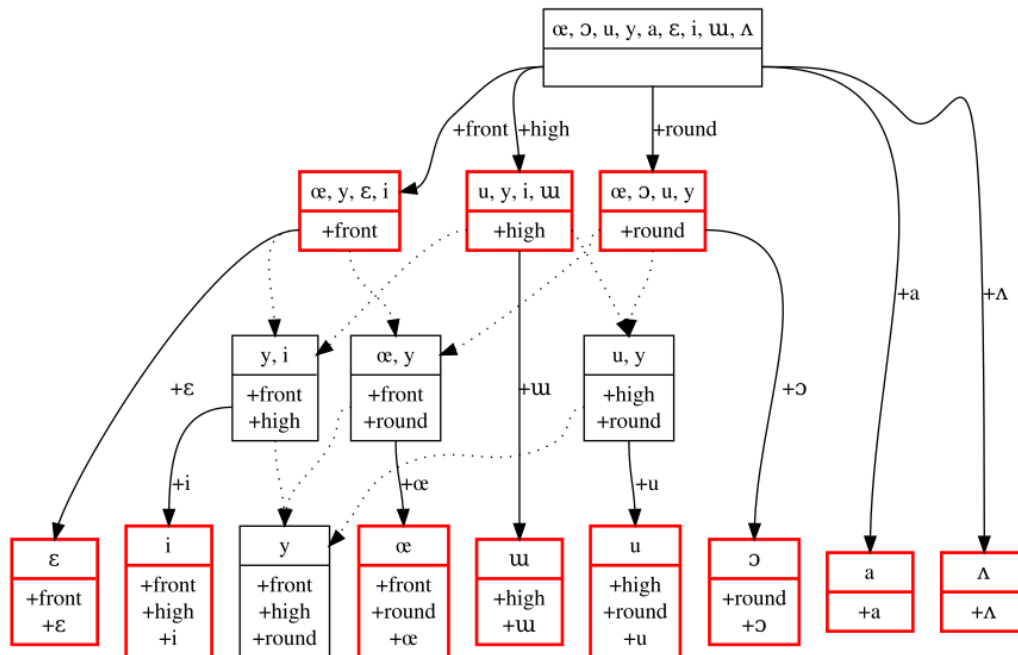 œ, ɔ, u, y, a, ɛ, i, ɯ, ʌ
+front
+high
+round
œ, y, ɛ, i
+front
u, y, i, ɯ
+high
œ, ɔ, u, y
+round
+a
+ʌ
y, i
+front
+high
œ, y
+front
+round
u, y
+high
+round
+ɛ
+ɯ
+ɔ
+i
+œ
+u
ɛ
+front
+ɛ
i
+front
+high
+i
y
+front
+high
+round
œ
+front
+round
+œ
ɯ
+high
+ɯ
u
+high
+round
+u
ɔ
+round
+ɔ
a
+a
ʌ
+ʌ